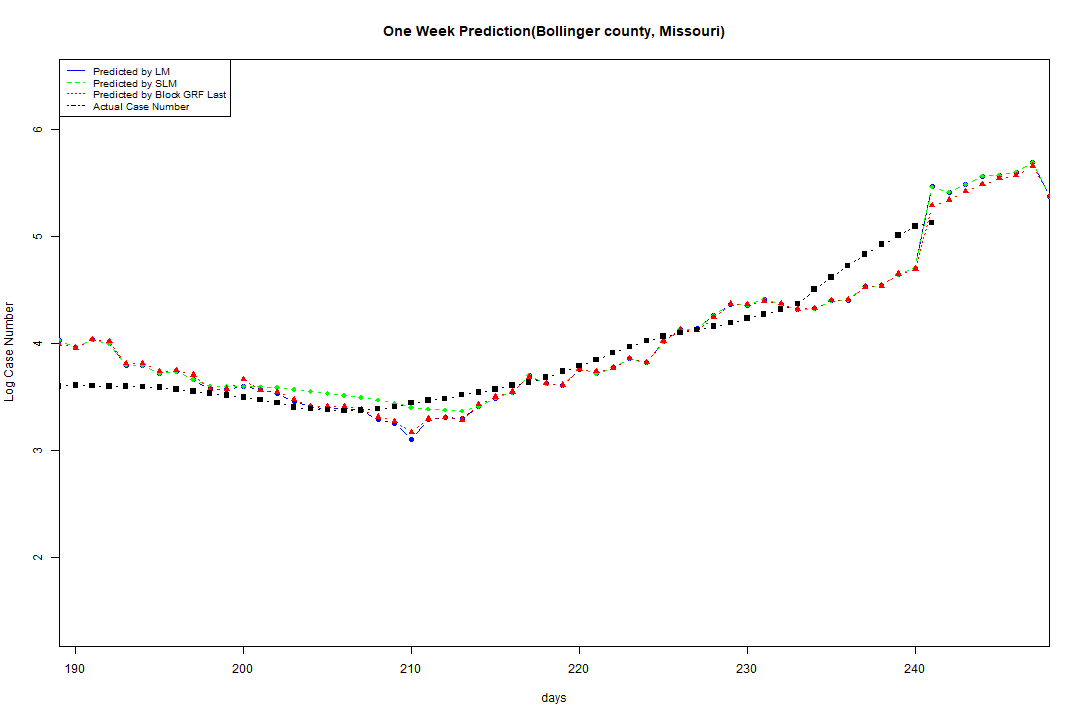 One Week Prediction(Bollinger county, Missouri)
Predicted by LM
Predicted by SLM
Predicted by Block GRF Last
Actual Case Number
6
5
4
3
2
Log Case Number
190 200 210 220 230 240
days